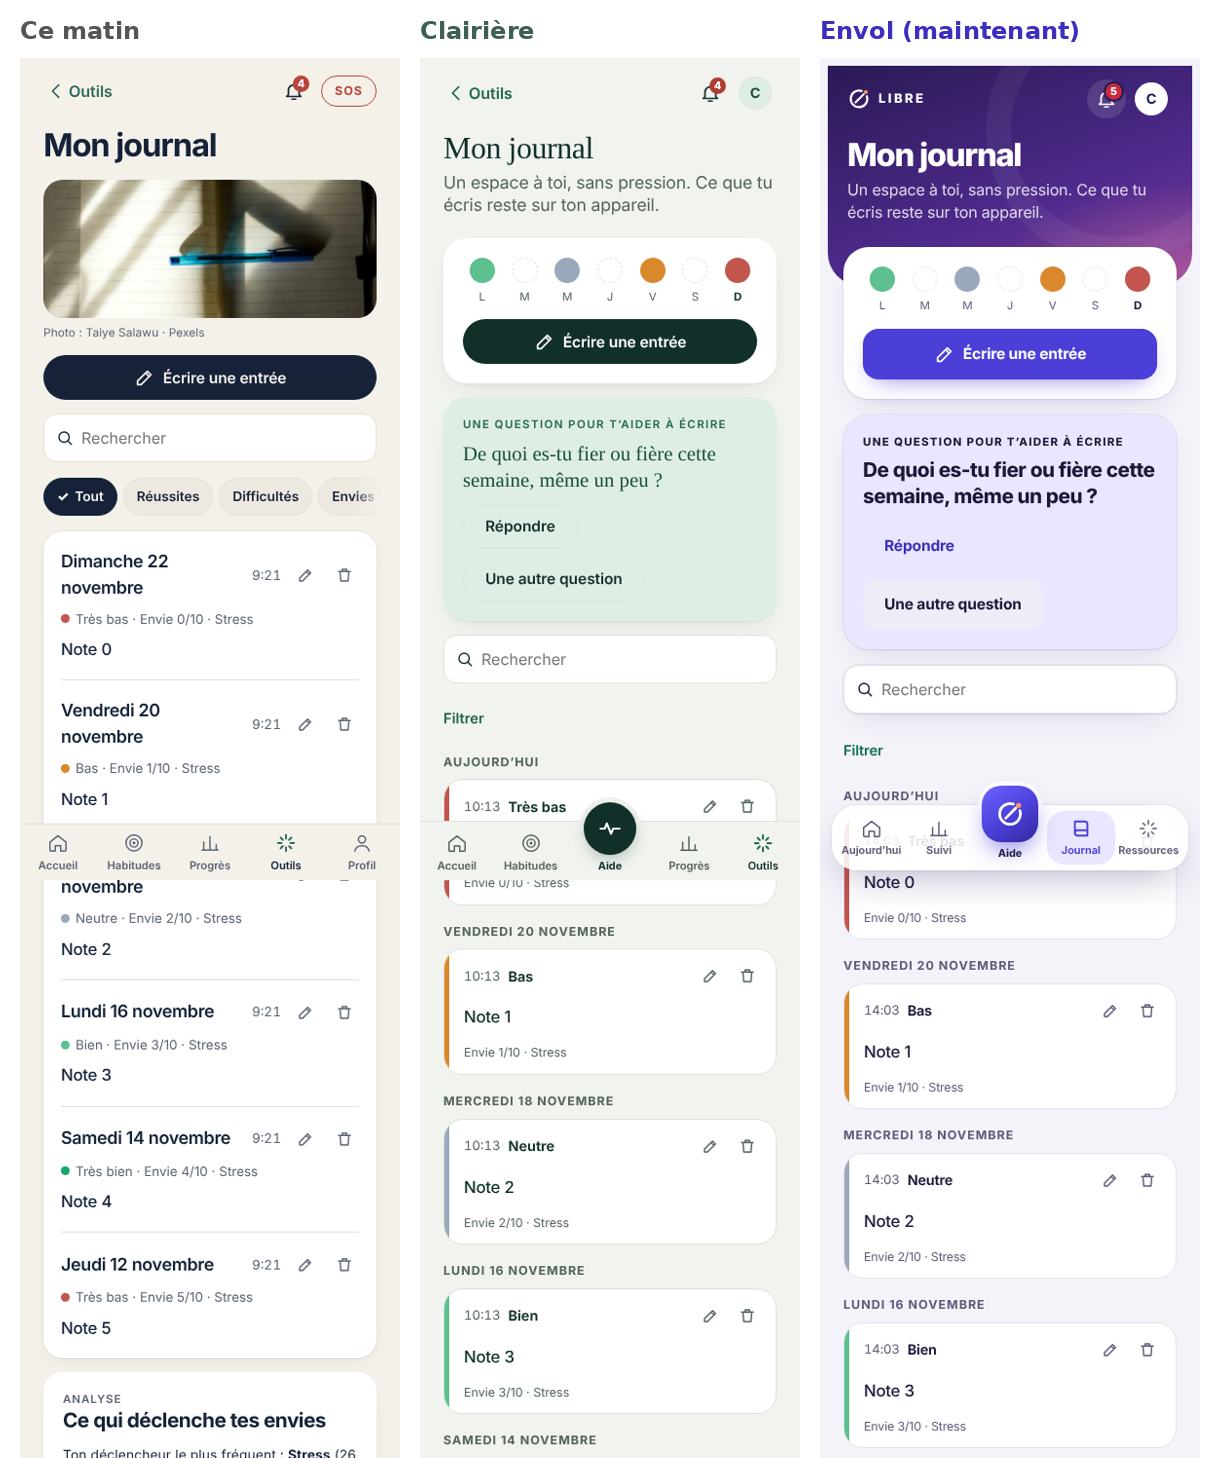 Ce matin
Outils
4
SOS
Mon journal
Photo : Taiye Salawu · Pexels
Écrire une entrée
Rechercher
Tout
Réussites
Difficultés
Envies
Dimanche 22
novembre
9:21
Très bas · Envie 0/10 · Stress
Note 0
Vendredi 20
novembre
9:21
Bas · Envie 1/10 · Stress
Note 1
Accueil
Habitudes
Progrès
Outils
Profil
novembre
Neutre · Envie 2/10 · Stress
Note 2
Lundi 16 novembre
9:21
Bien · Envie 3/10 · Stress
Note 3
Samedi 14 novembre
9:21
Très bien · Envie 4/10 · Stress
Note 4
Jeudi 12 novembre
9:21
Très bas · Envie 5/10 · Stress
Note 5
ANALYSE
Ce qui déclenche tes envies
Ton déclencheur le plus fréquent : Stress (26
Clairière
Outils
4
C
Mon journal
Un espace à toi, sans pression. Ce que tu
écris reste sur ton appareil.
L M M J V S D
Écrire une entrée
UNE QUESTION POUR T’AIDER À ÉCRIRE
De quoi es-tu fier ou fière cette
semaine, même un peu ?
Répondre
Une autre question
Rechercher
Filtrer
AUJOURD’HUI
10:13 Très bas
Accueil
Habitudes
Aide
Progrès
Outils
Envie 0/10 · Stress
VENDREDI 20 NOVEMBRE
10:13 Bas
Note 1
Envie 1/10 · Stress
MERCREDI 18 NOVEMBRE
10:13 Neutre
Note 2
Envie 2/10 · Stress
LUNDI 16 NOVEMBRE
10:13 Bien
Note 3
Envie 3/10 · Stress
SAMEDI 14 NOVEMBRE
Envol (maintenant)
LIBRE
5
C
Mon journal
Un espace à toi, sans pression. Ce que tu
écris reste sur ton appareil.
L M M J V S D
Écrire une entrée
UNE QUESTION POUR T’AIDER À ÉCRIRE
De quoi es-tu fier ou fière cette
semaine, même un peu ?
Répondre
Une autre question
Rechercher
Filtrer
AUJOURD’HUI
14:03 Très bas
Aujourd’hui
Suivi
Aide
Journal
Ressources
Note 0
Envie 0/10 · Stress
VENDREDI 20 NOVEMBRE
14:03 Bas
Note 1
Envie 1/10 · Stress
MERCREDI 18 NOVEMBRE
14:03 Neutre
Note 2
Envie 2/10 · Stress
LUNDI 16 NOVEMBRE
14:03 Bien
Note 3
Envie 3/10 · Stress